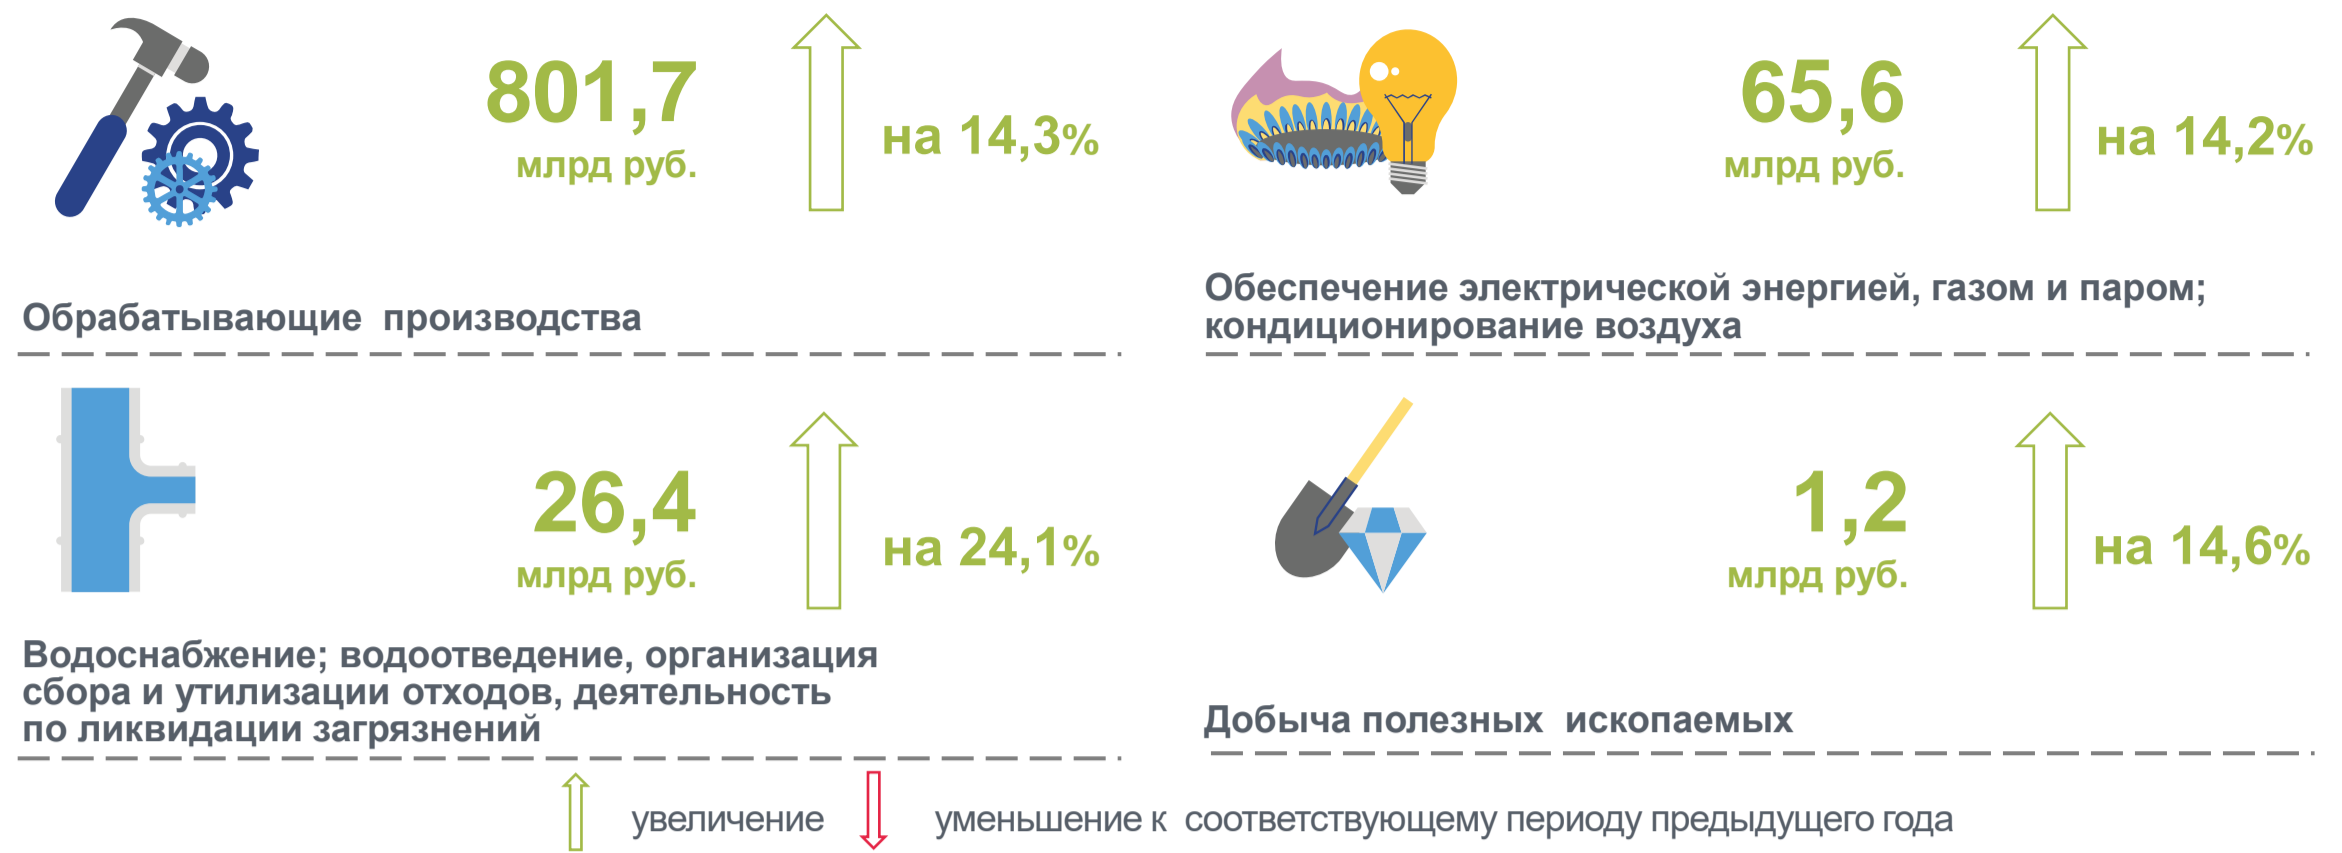 801,7
млрд руб.
на 14,3%
Обрабатывающие производства
65,6
млрд руб.
на 14,2%
Обеспечение электрической энергией, газом и паром;
кондиционирование воздуха
26,4
млрд руб.
на 24,1%
Водоснабжение; водоотведение, организация
сбора и утилизации отходов, деятельность
по ликвидации загрязнений
1,2
млрд руб.
на 14,6%
Добыча полезных ископаемых
увеличение уменьшение к соответствующему периоду предыдущего года